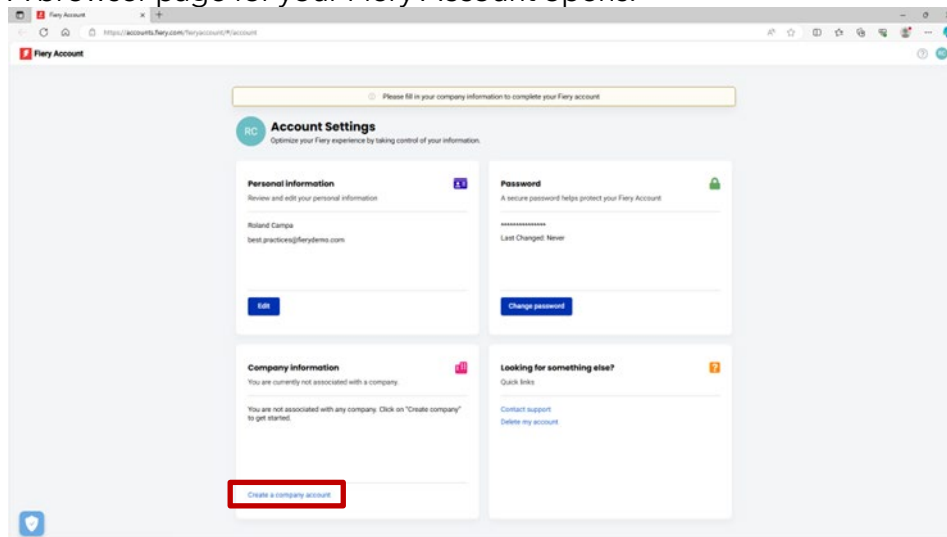 A browser page for your Fiery Account opens.
Fiery Account
https://accounts.fiery.com/fieryaccount/#/account
Fiery Account
RC
Please fill in your company information to complete your Fiery account
RC
Account Settings
Optimize your Fiery experience by taking control of your information.
Personal information
Review and edit your personal information
Roland Campa
best.practices@fierydemo.com
Edit
Password
A secure password helps protect your Fiery Account
***************
Last Changed: Never
Change password
Company information
You are currently not associated with a company.
You are not associated with any company. Click on "Create company"
to get started.
Create a company account
Looking for something else?
Quick links
Contact support
Delete my account